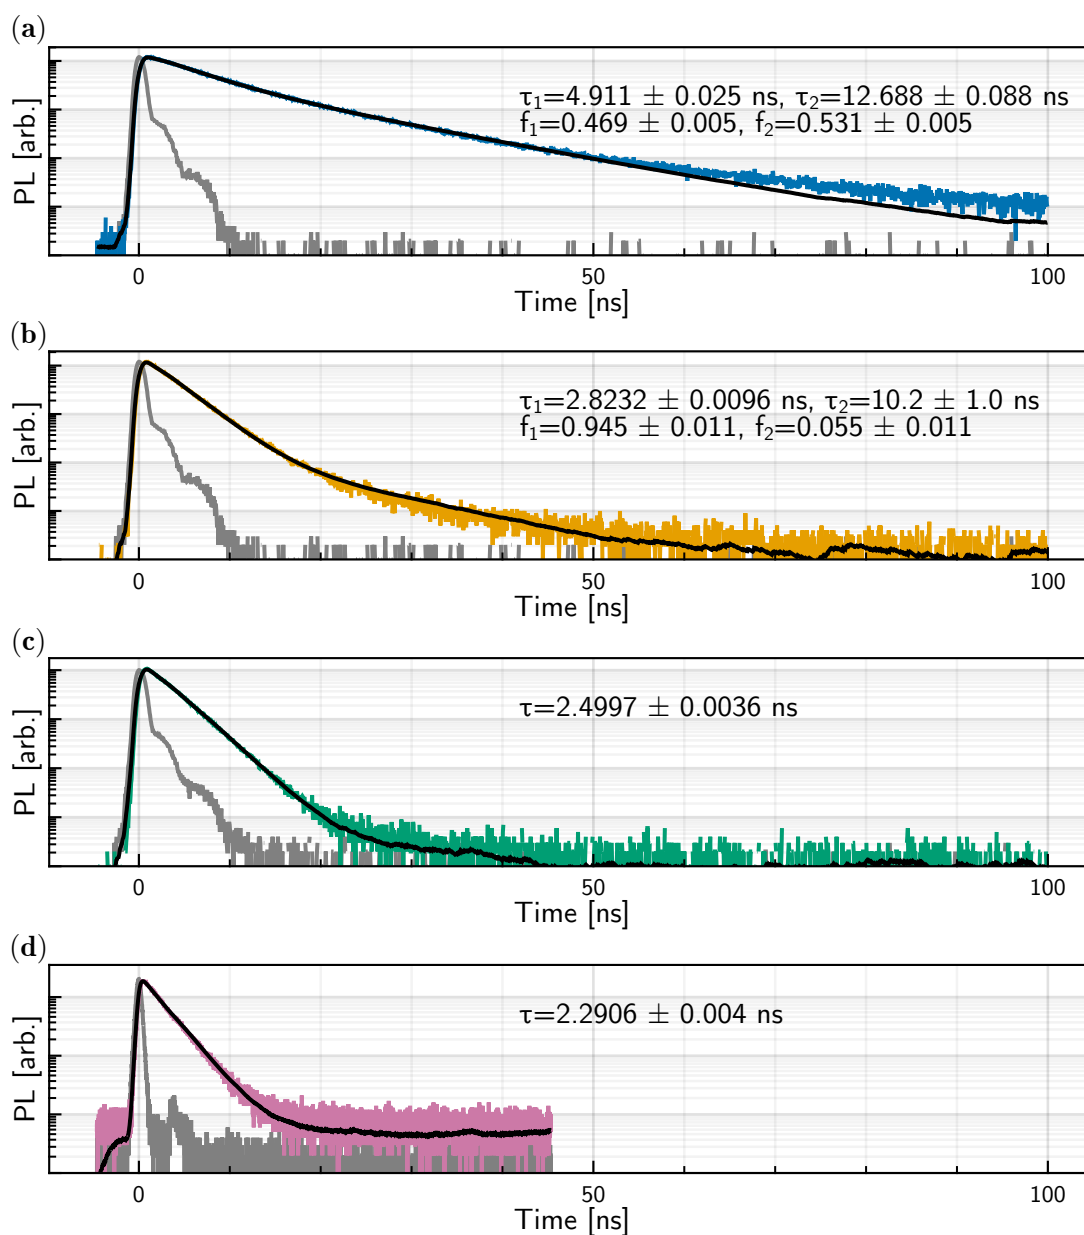 (a)
PL [arb.]
τ₁=4.911 ± 0.025 ns, τ₂=12.688 ± 0.088 ns
f₁=0.469 ± 0.005, f₂=0.531 ± 0.005
0 50 100
Time [ns]
(b)
PL [arb.]
τ₁=2.8232 ± 0.0096 ns, τ₂=10.2 ± 1.0 ns
f₁=0.945 ± 0.011, f₂=0.055 ± 0.011
0 50 100
Time [ns]
(c)
PL [arb.]
τ=2.4997 ± 0.0036 ns
0 50 100
Time [ns]
(d)
PL [arb.]
τ=2.2906 ± 0.004 ns
0 50 100
Time [ns]